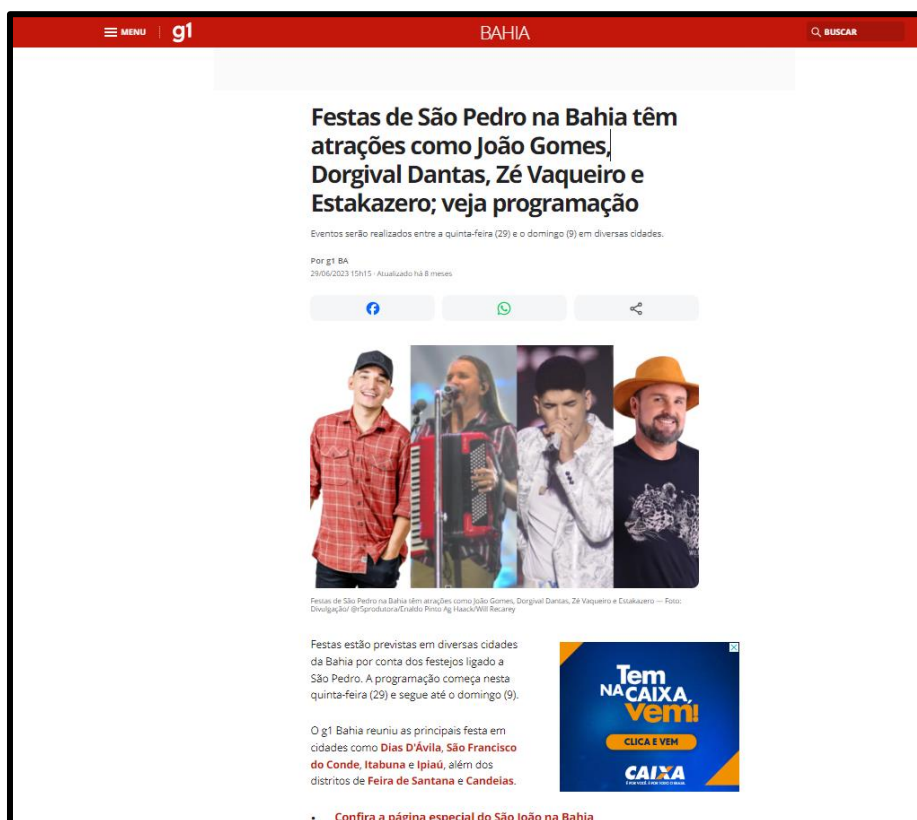 MENU
g1
BAHIA
BUSCAR
Festas de São Pedro na Bahia têm
atrações como João Gomes,
Dorgival Dantas, Zé Vaqueiro e
Estakazero; veja programação
Eventos serão realizados entre a quinta-feira (29) e o domingo (9) em diversas cidades.
Por g1 BA
29/06/2023 15h15 · Atualizado há 8 meses
Festas de São Pedro na Bahia têm atrações como João Gomes, Dorgival Dantas, Zé Vaqueiro e Estakazero — Foto:
Divulgação/ @r5produtora/Enaldo Pinto Ag Haack/Will Recarey
Festas estão previstas em diversas cidades
da Bahia por conta dos festejos ligado a
São Pedro. A programação começa nesta
quinta-feira (29) e segue até o domingo (9).
O g1 Bahia reuniu as principais festa em
cidades como Dias D'Ávila, São Francisco
do Conde, Itabuna e Ipiaú, além dos
distritos de Feira de Santana e Candeias.
Tem
NA CAIXA,
vem!
CLICA E VEM
CAIXA
• Confira a página especial do São João na Bahia